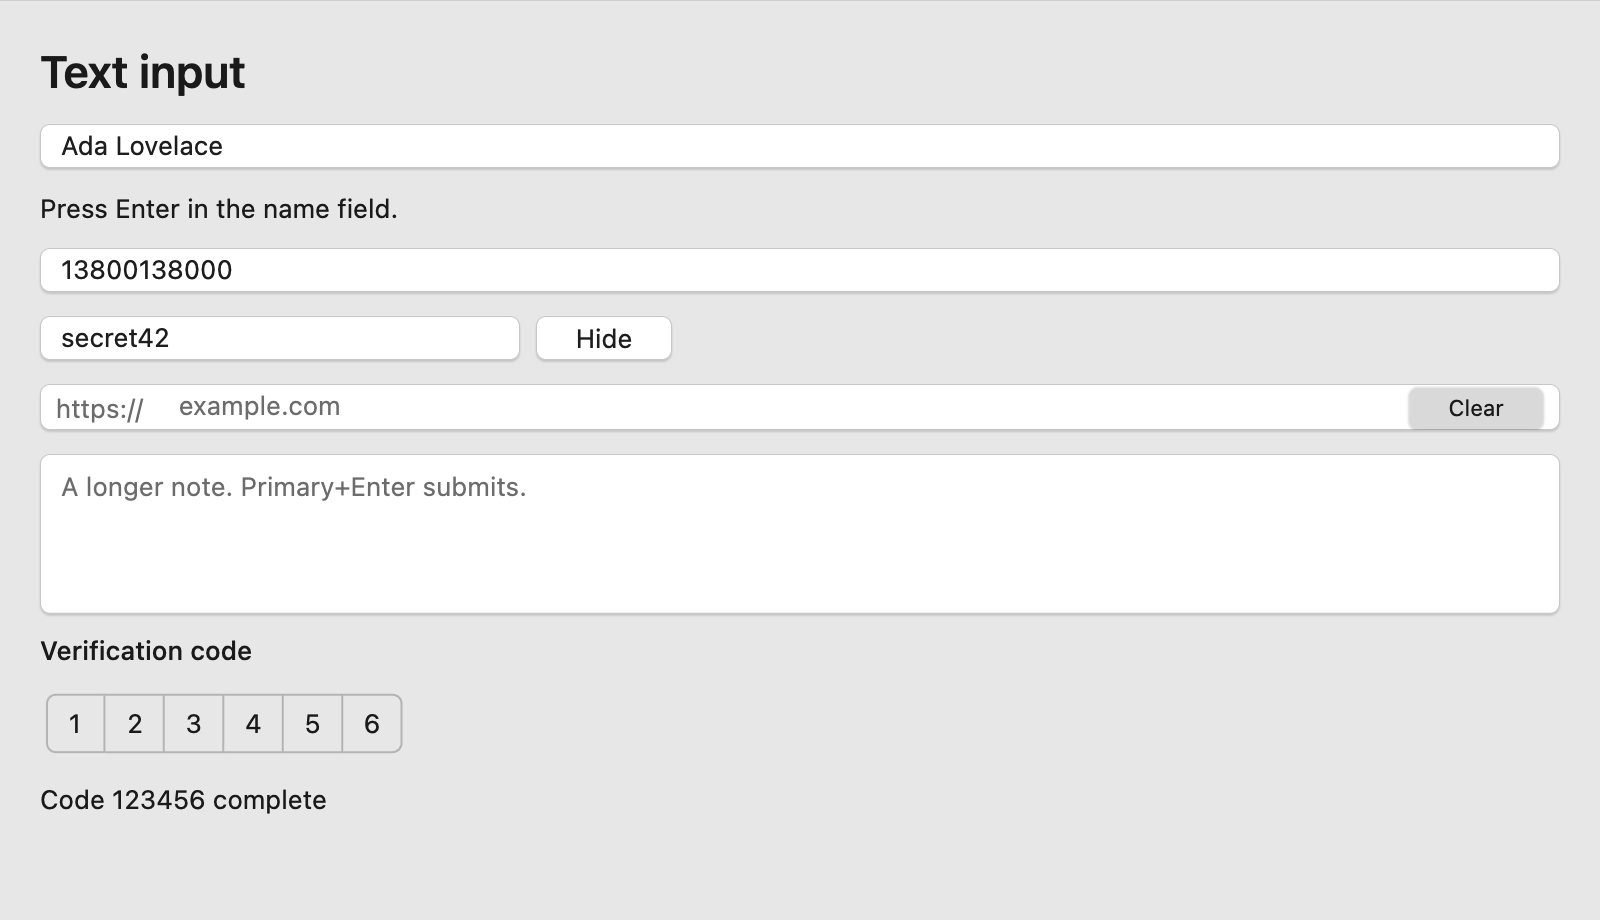 Text input
Ada Lovelace
Press Enter in the name field.
13800138000
secret42 Hide
https:// example.com Clear
A longer note. Primary+Enter submits.
Verification code
1 2 3 4 5 6
Code 123456 complete